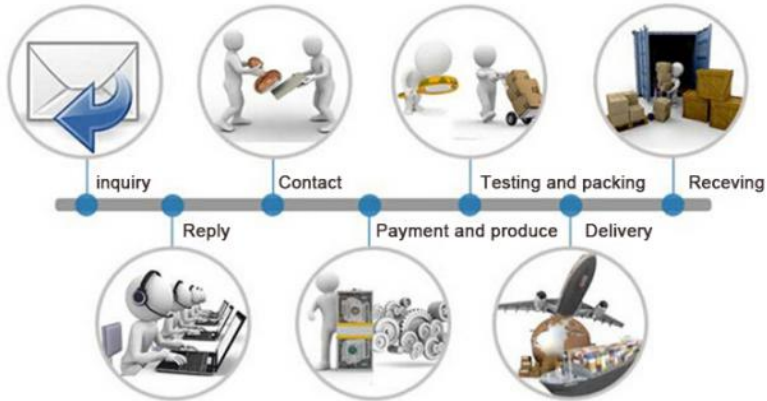 inquiry
Reply
Contact
Payment and produce
Testing and packing
Delivery
Receving